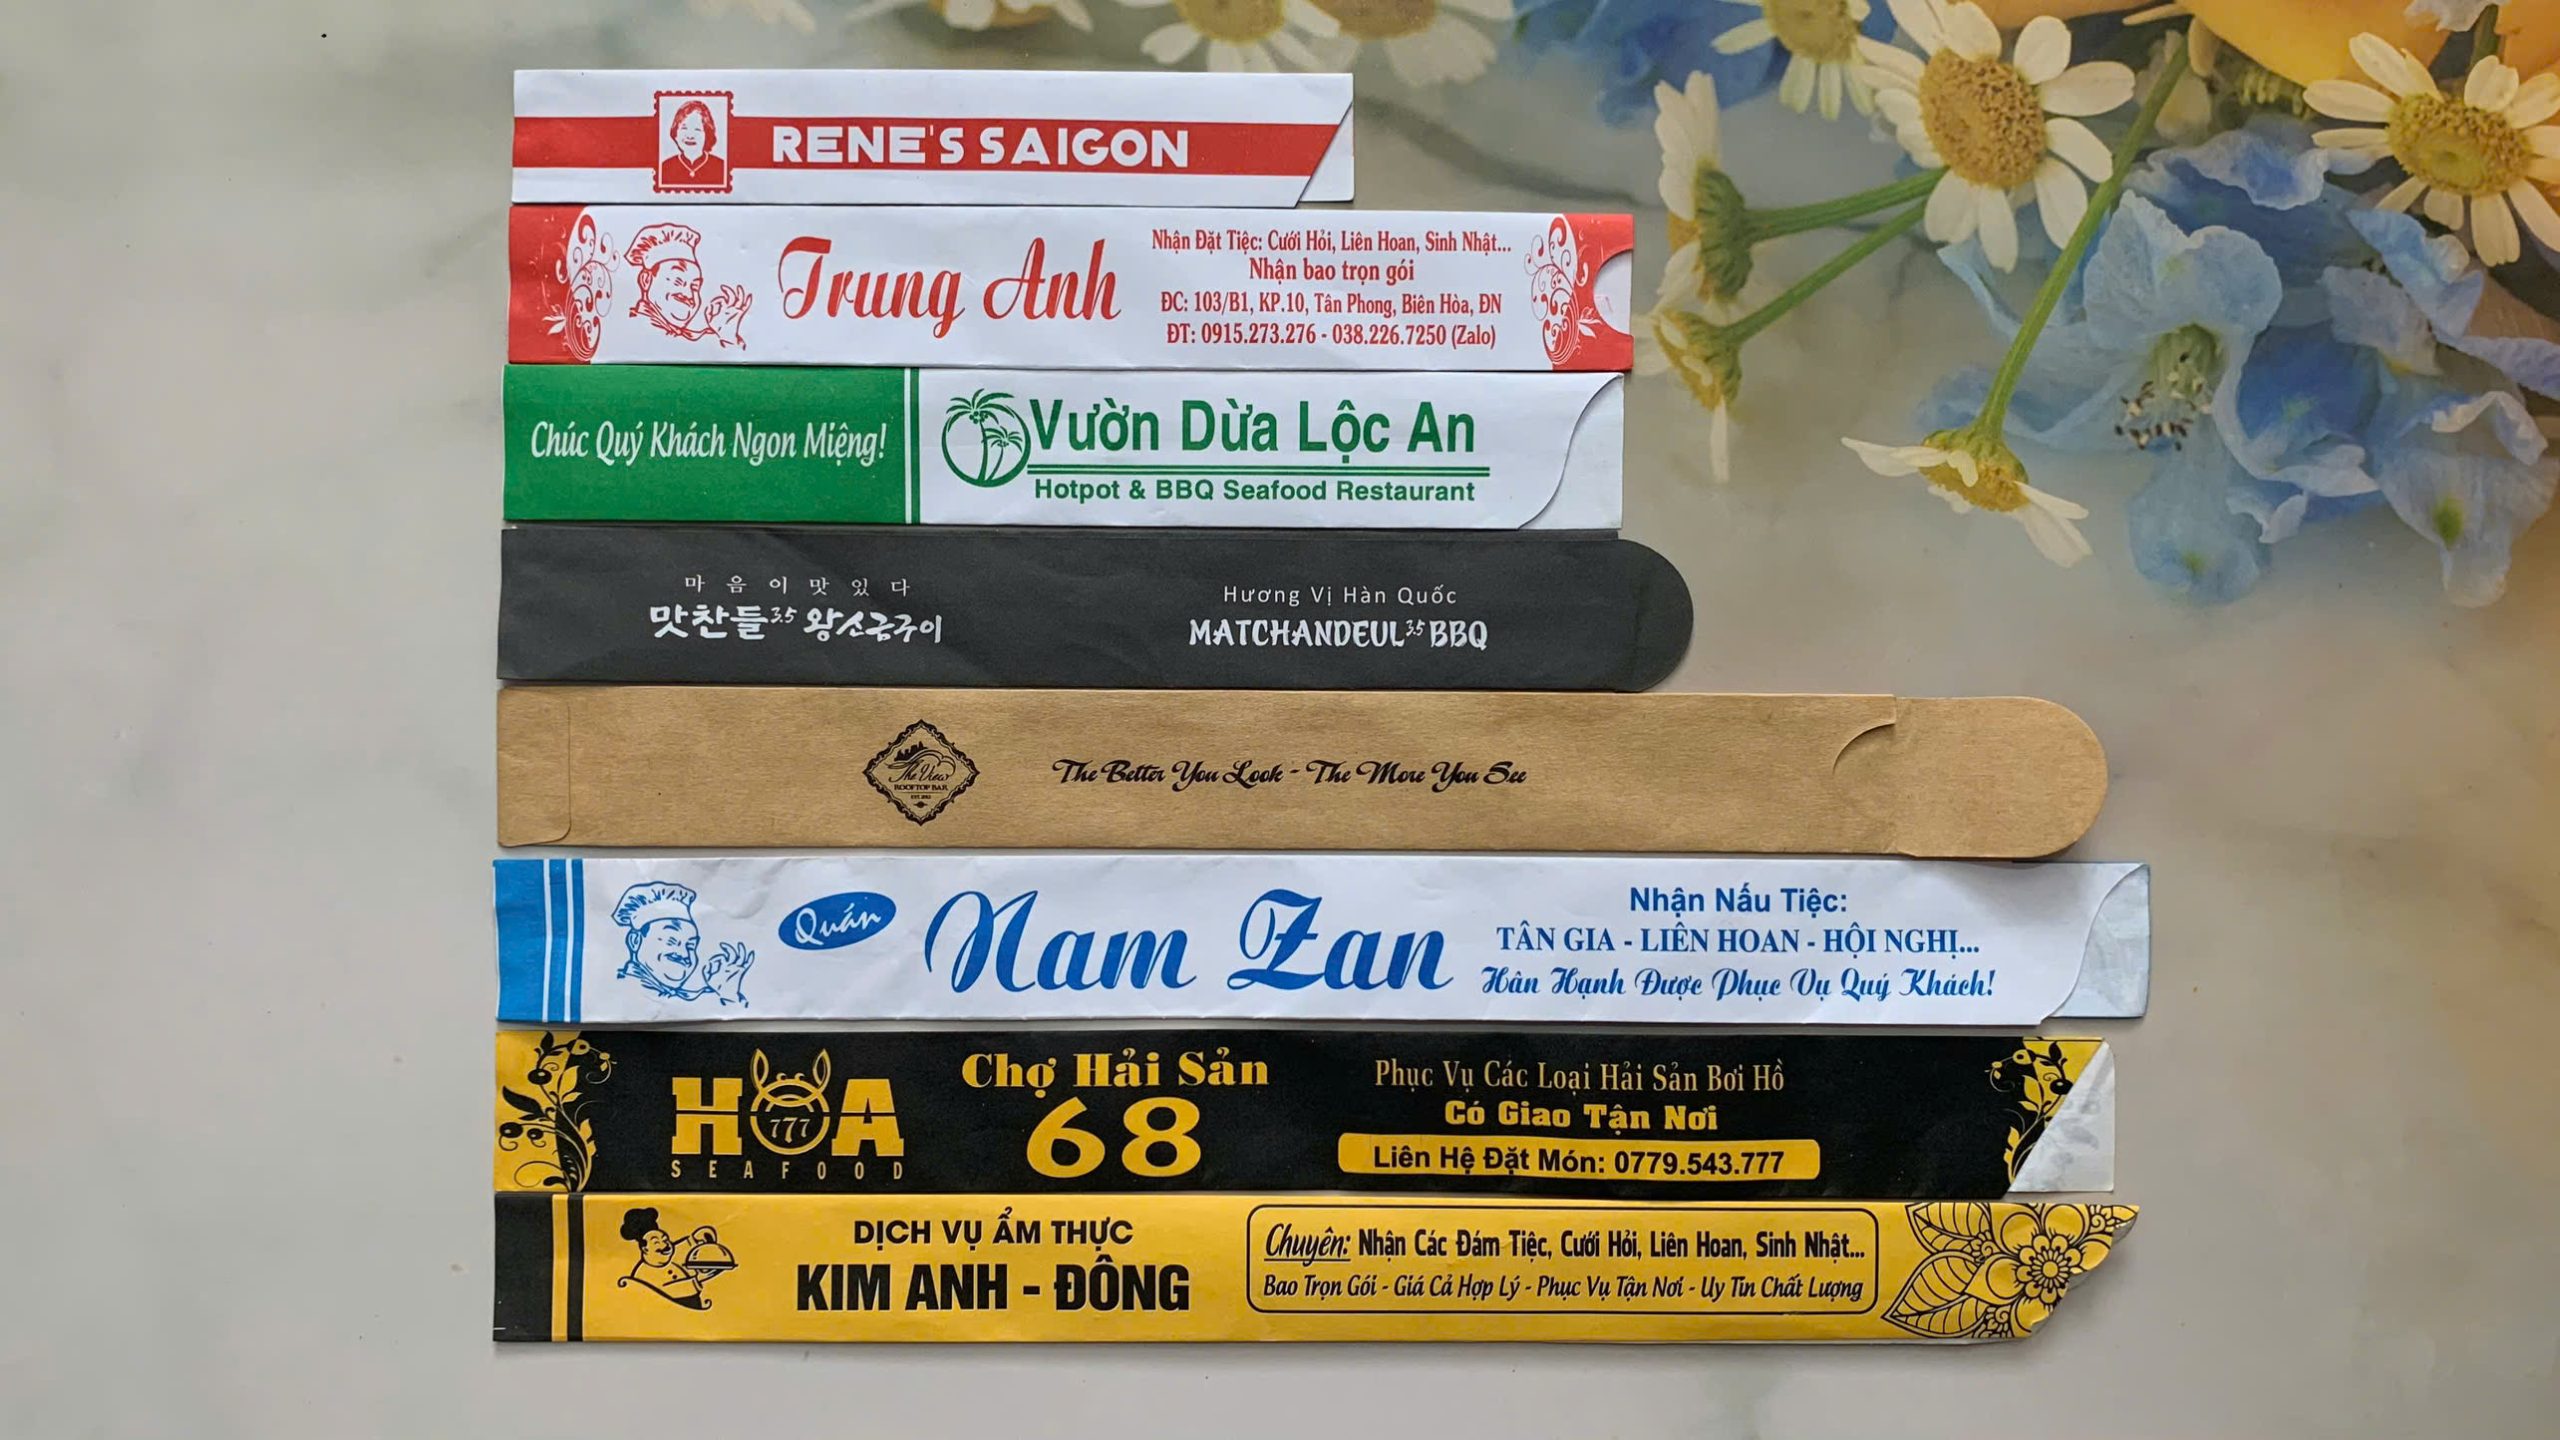 RENE'S SAIGON
Trung Anh
Nhận Đặt Tiệc: Cưới Hỏi, Liên Hoan, Sinh Nhật...
Nhận bao trọn gói
ĐC: 103/B1, KP.10, Tân Phong, Biên Hòa, ĐN
ĐT: 0915.273.276 - 038.226.7250 (Zalo)
Chúc Quý Khách Ngon Miệng!
Vườn Dừa Lộc An
Hotpot & BBQ Seafood Restaurant
마음이맛있다
맛찬들3.5 왕소금구이
Hương Vị Hàn Quốc
MATCHANDEUL3.5 BBQ
The View
ROOFTOP BAR
The Better You Look - The More You See
Quán
Nam Zan
Nhận Nấu Tiệc:
TÂN GIA - LIÊN HOAN - HỘI NGHỊ...
Hân Hạnh Được Phục Vụ Quý Khách!
HOA
777
SEAFOOD
Chợ Hải Sản
68
Phục Vụ Các Loại Hải Sản Bơi Hồ
Có Giao Tận Nơi
Liên Hệ Đặt Món: 0779.543.777
DỊCH VỤ ẨM THỰC
KIM ANH - ĐÔNG
Chuyên: Nhận Các Đám Tiệc, Cưới Hỏi, Liên Hoan, Sinh Nhật...
Bao Trọn Gói - Giá Cả Hợp Lý - Phục Vụ Tận Nơi - Uy Tín Chất Lượng